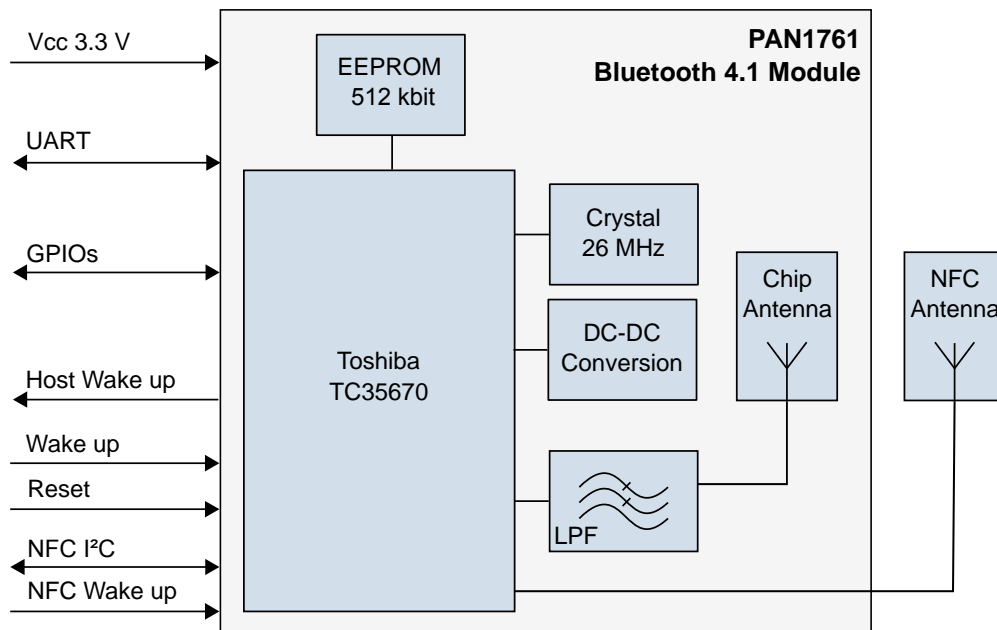 PAN1761
Bluetooth 4.1 Module
Vcc 3.3 V
UART
GPIOs
Host Wake up
Wake up
Reset
NFC I²C
NFC Wake up
EEPROM
512 kbit
Toshiba
TC35670
Crystal
26 MHz
DC-DC
Conversion
LPF
Chip
Antenna
NFC
Antenna